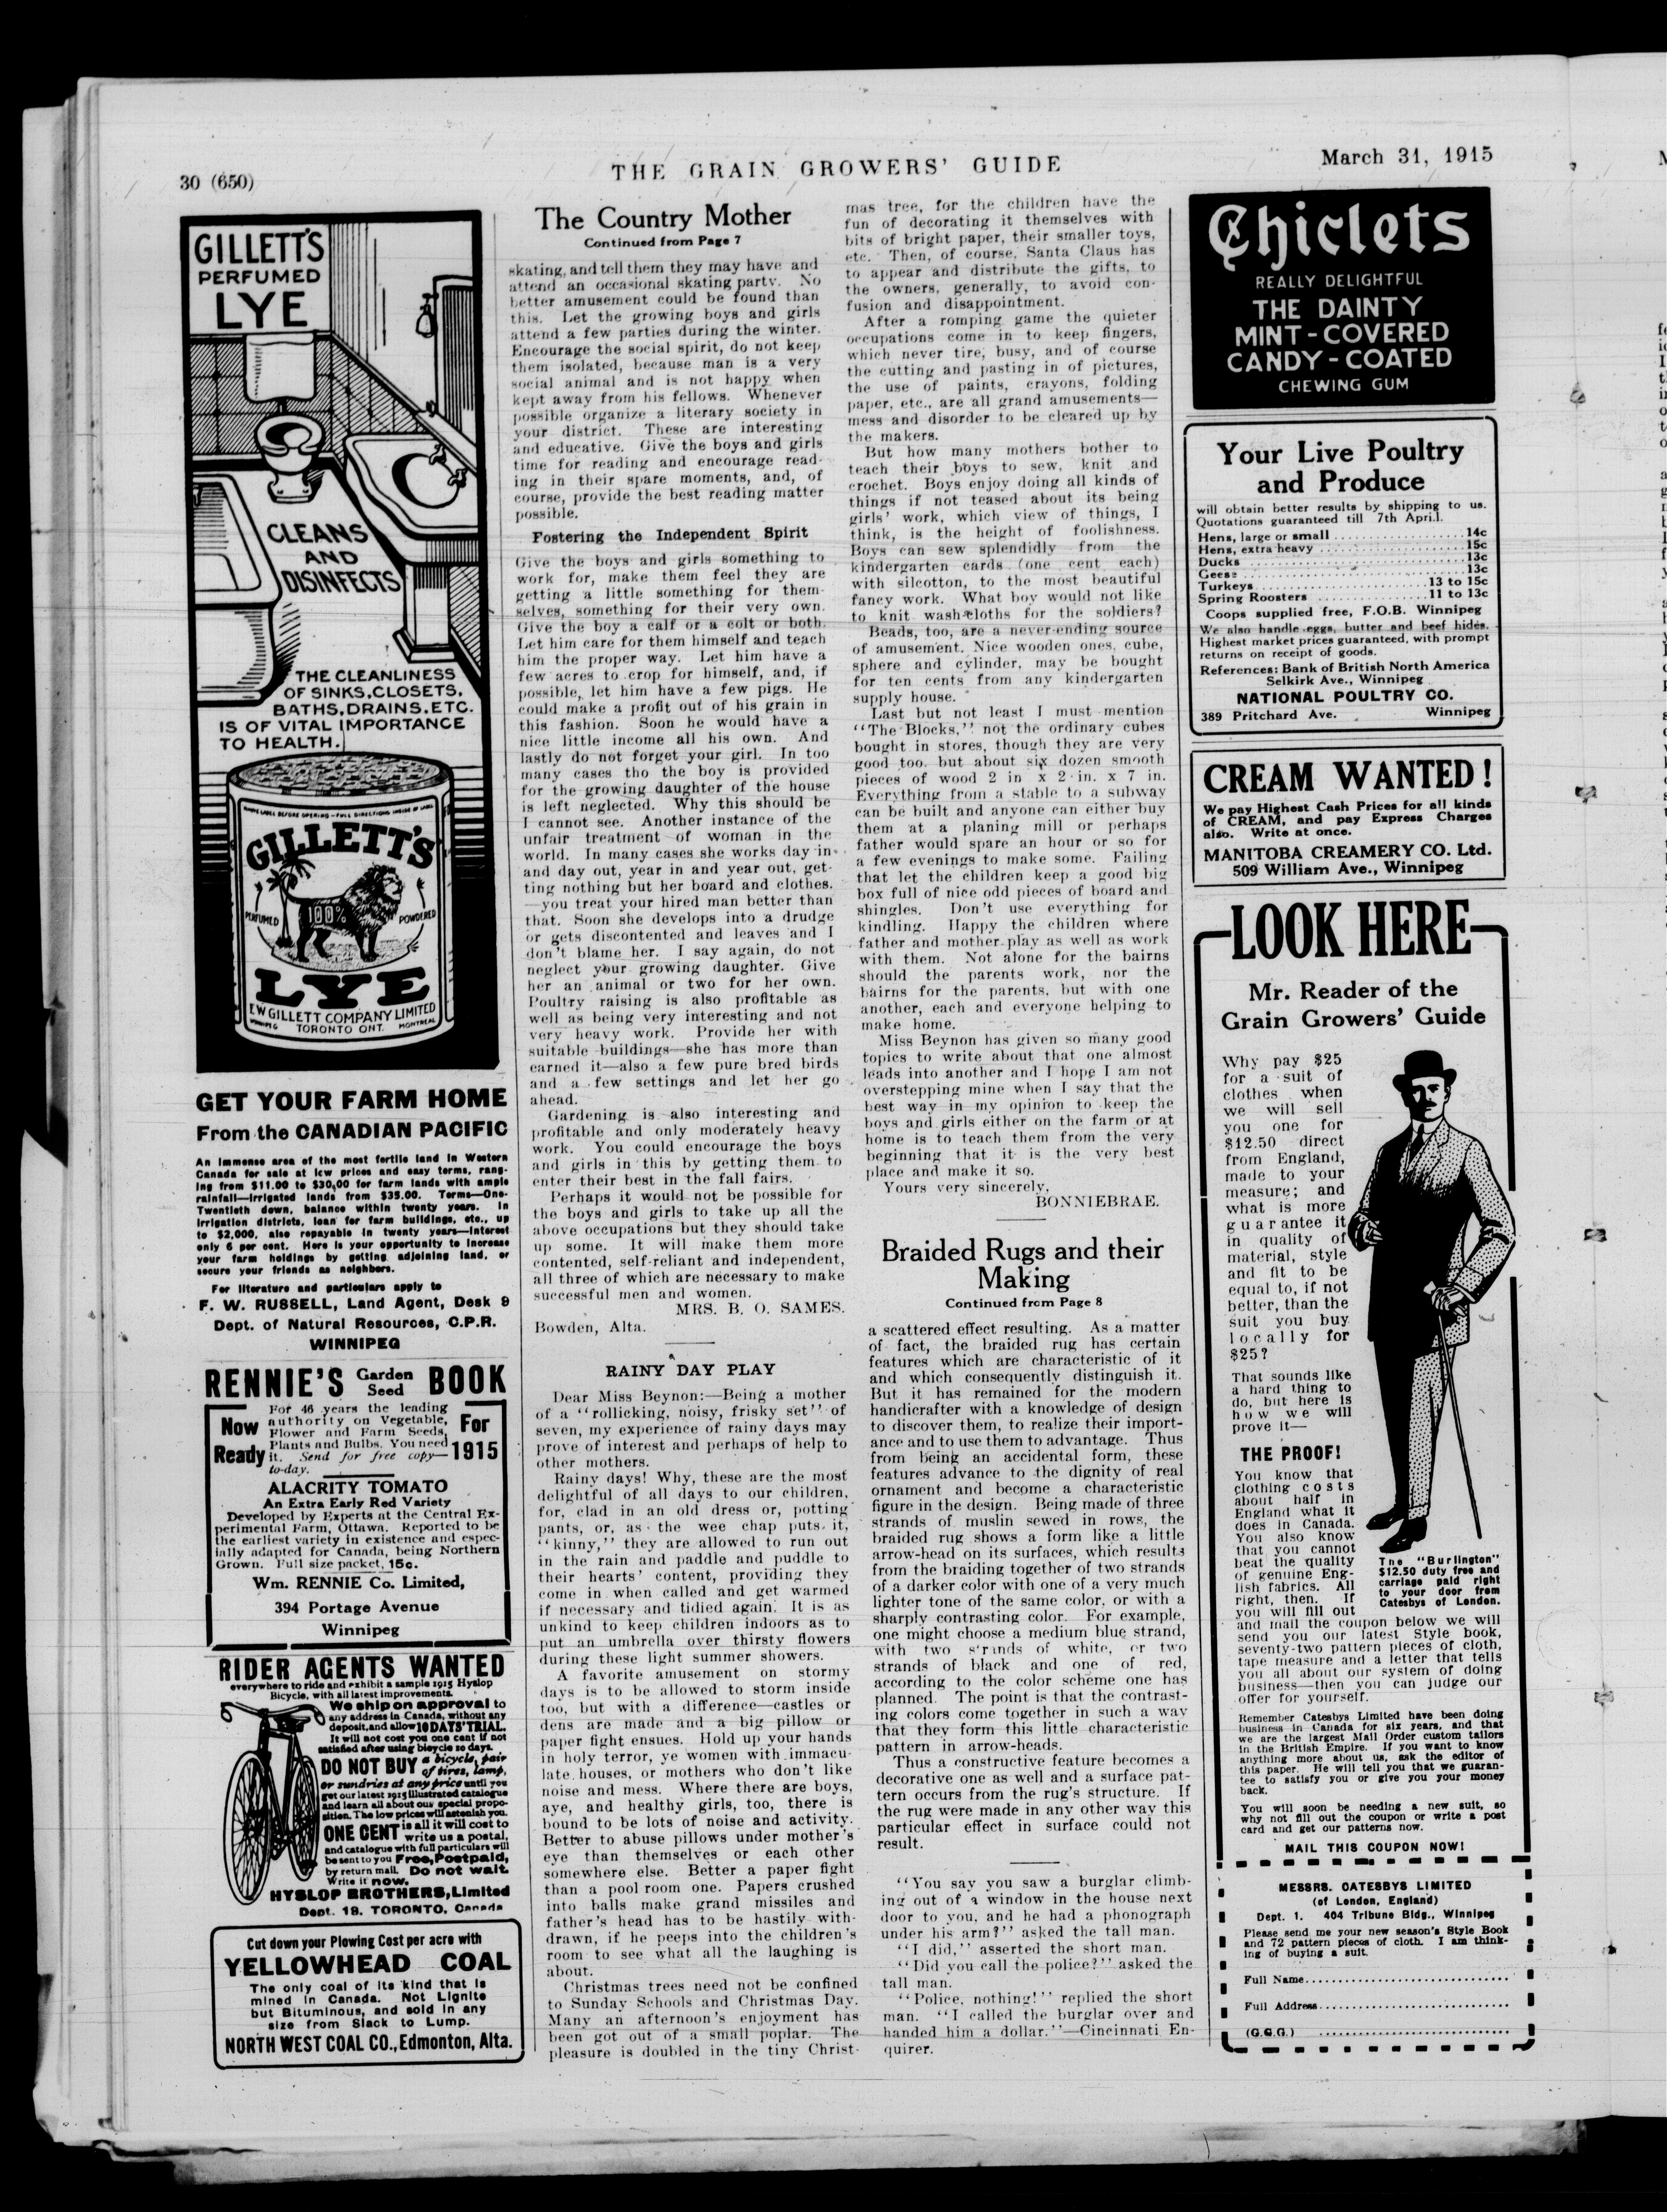 30 (650)
THE GRAIN GROWERS' GUIDE
March 31, 1915
GILLETT'S
PERFUMED
LYE
CLEANS
AND
DISINFECTS
THE CLEANLINESS
OF SINKS, CLOSETS,
BATHS, DRAINS, ETC.
IS OF VITAL IMPORTANCE
TO HEALTH.
GILLETT'S
PERFUMED
100%
POWDERED
LYE
E W GILLETT COMPANY LIMITED
WINNIPEG TORONTO ONT. MONTREAL
GET YOUR FARM HOME
From the CANADIAN PACIFIC
An immense area of the most fertile land in Western
Canada for sale at low prices and easy terms, rang-
ing from $11.00 to $30.00 for farm lands with ample
rainfall—irrigated lands from $35.00. Terms—One-
Twentieth down, balance within twenty years. In
irrigation districts, loan for farm buildings, etc., up
to $2,000, also repayable in twenty years—interest
only 6 per cent. Here is your opportunity to increase
your farm holdings by getting adjoining land, or
secure your friends as neighbors.
For literature and particulars apply to
F. W. RUSSELL, Land Agent, Desk 9
Dept. of Natural Resources, C.P.R.
WINNIPEG
RENNIE'S Garden Seed BOOK
Now Ready
For 1915
For 46 years the leading
authority on Vegetable,
Flower and Farm Seeds,
Plants and Bulbs. You need
it. Send for free copy—
to-day.
ALACRITY TOMATO
An Extra Early Red Variety
Developed by Experts at the Central Ex-
perimental Farm, Ottawa. Reported to be
the earliest variety in existence and espec-
ially adapted for Canada, being Northern
Grown. Full size packet, 15c.
Wm. RENNIE Co. Limited,
394 Portage Avenue
Winnipeg
RIDER AGENTS WANTED
everywhere to ride and exhibit a sample 1915 Hyslop
Bicycle, with all latest improvements.
We ship on approval to
any address in Canada, without any
deposit, and allow 10 DAYS' TRIAL.
It will not cost you one cent if not
satisfied after using bicycle 10 days.
DO NOT BUY a bicycle, pair
of tires, lamp,
or sundries at any price until you
get our latest 1915 illustrated catalogue
and learn all about our special propo-
sition. The low prices will astonish you.
ONE CENT is all it will cost to
write us a postal,
and catalogue with full particulars will
be sent to you Free, Postpaid,
by return mail. Do not wait.
Write it now.
HYSLOP BROTHERS, Limited
Dept. 19. TORONTO, Canada
Cut down your Plowing Cost per acre with
YELLOWHEAD COAL
The only coal of its kind that is
mined in Canada. Not Lignite
but Bituminous, and sold in any
size from Slack to Lump.
NORTH WEST COAL CO., Edmonton, Alta.
The Country Mother
Continued from Page 7
skating, and tell them they may have and
attend an occasional skating party. No
better amusement could be found than
this. Let the growing boys and girls
attend a few parties during the winter.
Encourage the social spirit, do not keep
them isolated, because man is a very
social animal and is not happy when
kept away from his fellows. Whenever
possible organize a literary society in
your district. These are interesting
and educative. Give the boys and girls
time for reading and encourage read-
ing in their spare moments, and, of
course, provide the best reading matter
possible.
Fostering the Independent Spirit
Give the boys and girls something to
work for, make them feel they are
getting a little something for them-
selves, something for their very own.
Give the boy a calf or a colt or both.
Let him care for them himself and teach
him the proper way. Let him have a
few acres to crop for himself, and, if
possible, let him have a few pigs. He
could make a profit out of his grain in
this fashion. Soon he would have a
nice little income all his own. And
lastly do not forget your girl. In too
many cases tho the boy is provided
for the growing daughter of the house
is left neglected. Why this should be
I cannot see. Another instance of the
unfair treatment of woman in the
world. In many cases she works day in
and day out, year in and year out, get-
ting nothing but her board and clothes.
—you treat your hired man better than
that. Soon she develops into a drudge
or gets discontented and leaves and I
don't blame her. I say again, do not
neglect your growing daughter. Give
her an animal or two for her own.
Poultry raising is also profitable as
well as being very interesting and not
very heavy work. Provide her with
suitable buildings—she has more than
earned it—also a few pure bred birds
and a few settings and let her go
ahead.
Gardening is also interesting and
profitable and only moderately heavy
work. You could encourage the boys
and girls in this by getting them to
enter their best in the fall fairs.
Perhaps it would not be possible for
the boys and girls to take up all the
above occupations but they should take
up some. It will make them more
contented, self-reliant and independent,
all three of which are necessary to make
successful men and women.
MRS. B. O. SAMES.
Bowden, Alta.
RAINY DAY PLAY
Dear Miss Beynon:—Being a mother
of a "rollicking, noisy, frisky set" of
seven, my experience of rainy days may
prove of interest and perhaps of help to
other mothers.
Rainy days! Why, these are the most
delightful of all days to our children,
for, clad in an old dress or, potting
pants, or, as the wee chap puts it,
"kinny," they are allowed to run out
in the rain and paddle and puddle to
their hearts' content, providing they
come in when called and get warmed
if necessary and tidied again. It is as
unkind to keep children indoors as to
put an umbrella over thirsty flowers
during these light summer showers.
A favorite amusement on stormy
days is to be allowed to storm inside
too, but with a difference—castles or
dens are made and a big pillow or
paper fight ensues. Hold up your hands
in holy terror, ye women with immacu-
late houses, or mothers who don't like
noise and mess. Where there are boys,
aye, and healthy girls, too, there is
bound to be lots of noise and activity.
Better to abuse pillows under mother's
eye than themselves or each other
somewhere else. Better a paper fight
than a pool room one. Papers crushed
into balls make grand missiles and
father's head has to be hastily with-
drawn, if he peeps into the children's
room to see what all the laughing is
about.
Christmas trees need not be confined
to Sunday Schools and Christmas Day.
Many an afternoon's enjoyment has
been got out of a small poplar. The
pleasure is doubled in the tiny Christ-
mas tree, for the children have the
fun of decorating it themselves with
bits of bright paper, their smaller toys,
etc. Then, of course, Santa Claus has
to appear and distribute the gifts, to
the owners, generally, to avoid con-
fusion and disappointment.
After a romping game the quieter
occupations come in to keep fingers,
which never tire, busy, and of course
the cutting and pasting in of pictures,
the use of paints, crayons, folding
paper, etc., are all grand amusements—
mess and disorder to be cleared up by
the makers.
But how many mothers bother to
teach their boys to sew, knit and
crochet. Boys enjoy doing all kinds of
things if not teased about its being
girls' work, which view of things, I
think, is the height of foolishness.
Boys can sew splendidly from the
kindergarten cards (one cent each)
with silcotton, to the most beautiful
fancy work. What boy would not like
to knit wash-cloths for the soldiers?
Beads, too, are a never-ending source
of amusement. Nice wooden ones, cube,
sphere and cylinder, may be bought
for ten cents from any kindergarten
supply house.
Last but not least I must mention
"The Blocks," not the ordinary cubes
bought in stores, though they are very
good too, but about six dozen smooth
pieces of wood 2 in x 2 in. x 7 in.
Everything from a stable to a subway
can be built and anyone can either buy
them at a planing mill or perhaps
father would spare an hour or so for
a few evenings to make some. Failing
that let the children keep a good big
box full of nice odd pieces of board and
shingles. Don't use everything for
kindling. Happy the children where
father and mother play as well as work
with them. Not alone for the bairns
should the parents work, nor the
bairns for the parents, but with one
another, each and everyone helping to
make home.
Miss Beynon has given so many good
topics to write about that one almost
leads into another and I hope I am not
overstepping mine when I say that the
best way in my opinion to keep the
boys and girls either on the farm or at
home is to teach them from the very
beginning that it is the very best
place and make it so.
Yours very sincerely,
BONNIEBRAE.
Braided Rugs and their
Making
Continued from Page 8
a scattered effect resulting. As a matter
of fact, the braided rug has certain
features which are characteristic of it
and which consequently distinguish it.
But it has remained for the modern
handicrafter with a knowledge of design
to discover them, to realize their import-
ance and to use them to advantage. Thus
from being an accidental form, these
features advance to the dignity of real
ornament and become a characteristic
figure in the design. Being made of three
strands of muslin sewed in rows, the
braided rug shows a form like a little
arrow-head on its surfaces, which results
from the braiding together of two strands
of a darker color with one of a very much
lighter tone of the same color, or with a
sharply contrasting color. For example,
one might choose a medium blue strand,
with two strands of white, or two
strands of black and one of red,
according to the color scheme one has
planned. The point is that the contrast-
ing colors come together in such a way
that they form this little characteristic
pattern in arrow-heads.
Thus a constructive feature becomes a
decorative one as well and a surface pat-
tern occurs from the rug's structure. If
the rug were made in any other way this
particular effect in surface could not
result.
"You say you saw a burglar climb-
ing out of a window in the house next
door to you, and he had a phonograph
under his arm?" asked the tall man.
"I did," asserted the short man.
"Did you call the police?" asked the
tall man.
"Police, nothing!" replied the short
man. "I called the burglar over and
handed him a dollar."—Cincinnati En-
quirer.
Chiclets
REALLY DELIGHTFUL
THE DAINTY
MINT-COVERED
CANDY-COATED
CHEWING GUM
Your Live Poultry
and Produce
will obtain better results by shipping to us.
Quotations guaranteed till 7th April.
Hens, large or small ..... 14c
Hens, extra heavy ..... 15c
Ducks ..... 13c
Geese ..... 13c
Turkeys ..... 13 to 15c
Spring Roosters ..... 11 to 13c
Coops supplied free, F.O.B. Winnipeg
We also handle eggs, butter and beef hides.
Highest market prices guaranteed, with prompt
returns on receipt of goods.
References: Bank of British North America
Selkirk Ave., Winnipeg
NATIONAL POULTRY CO.
389 Pritchard Ave. Winnipeg
CREAM WANTED!
We pay Highest Cash Prices for all kinds
of CREAM, and pay Express Charges
also. Write at once.
MANITOBA CREAMERY CO. Ltd.
509 William Ave., Winnipeg
LOOK HERE
Mr. Reader of the
Grain Growers' Guide
Why pay $25
for a suit of
clothes when
we will sell
you one for
$12.50 direct
from England,
made to your
measure; and
what is more
guarantee it
in quality of
material, style
and fit to be
equal to, if not
better, than the
suit you buy
locally for
$25?
That sounds like
a hard thing to
do, but here is
how we will
prove it—
THE PROOF!
You know that
clothing costs
about half in
England what it
does in Canada.
You also know
that you cannot
beat the quality
of genuine Eng-
lish fabrics. All
right, then. If
you will fill out
and mail the coupon below we will
send you our latest Style book,
seventy-two pattern pieces of cloth,
tape measure and a letter that tells
you all about our system of doing
business—then you can judge our
offer for yourself.
The "Burlington"
$12.50 duty free and
carriage paid right
to your door from
Catesbys of London.
Remember Catesbys Limited have been doing
business in Canada for six years, and that
we are the largest Mail Order custom tailors
in the British Empire. If you want to know
anything more about us, ask the editor of
this paper. He will tell you that we guaran-
tee to satisfy you or give you your money
back.
You will soon be needing a new suit, so
why not fill out the coupon or write a post
card and get our patterns now.
MAIL THIS COUPON NOW!
MESSRS. CATESBYS LIMITED
(of London, England)
Dept. 1. 404 Tribune Bldg., Winnipeg
Please send me your new season's Style Book
and 72 pattern pieces of cloth. I am think-
ing of buying a suit.
Full Name.....
Full Address.....
(G.G.G.) .....